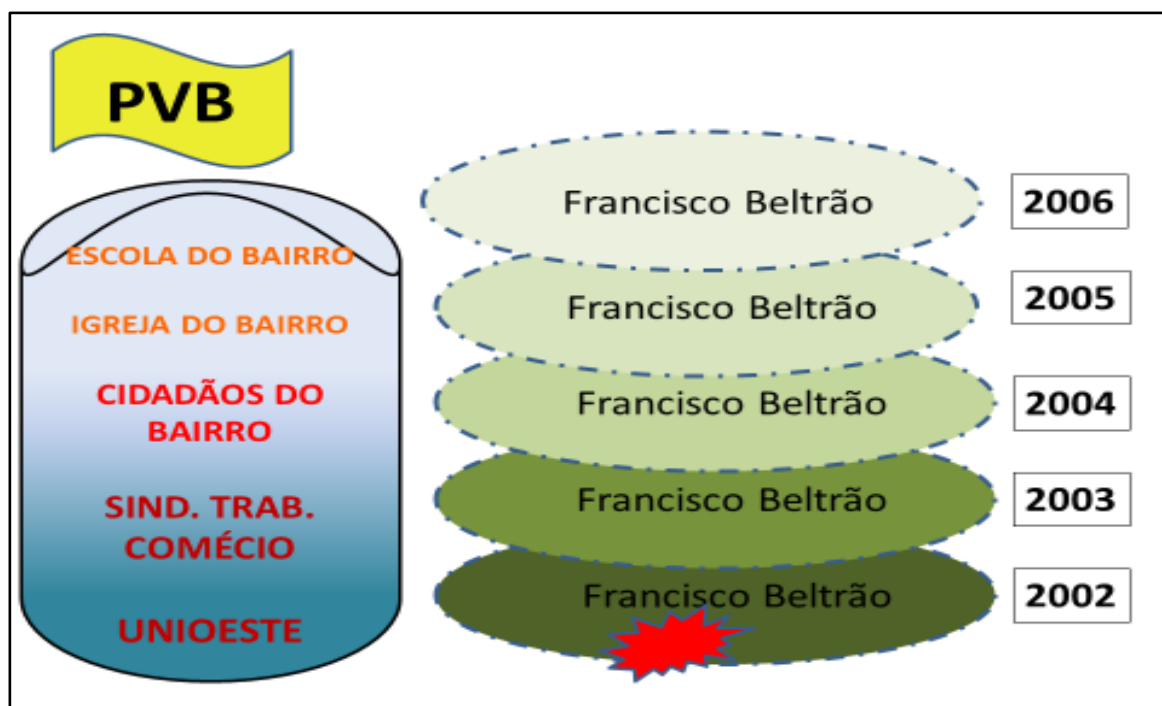 PVB
ESCOLA DO BAIRRO
IGREJA DO BAIRRO
CIDADÃOS DO
BAIRRO
SIND. TRAB.
COMÉCIO
UNIOESTE
Francisco Beltrão
2006
Francisco Beltrão
2005
Francisco Beltrão
2004
Francisco Beltrão
2003
Francisco Beltrão
2002